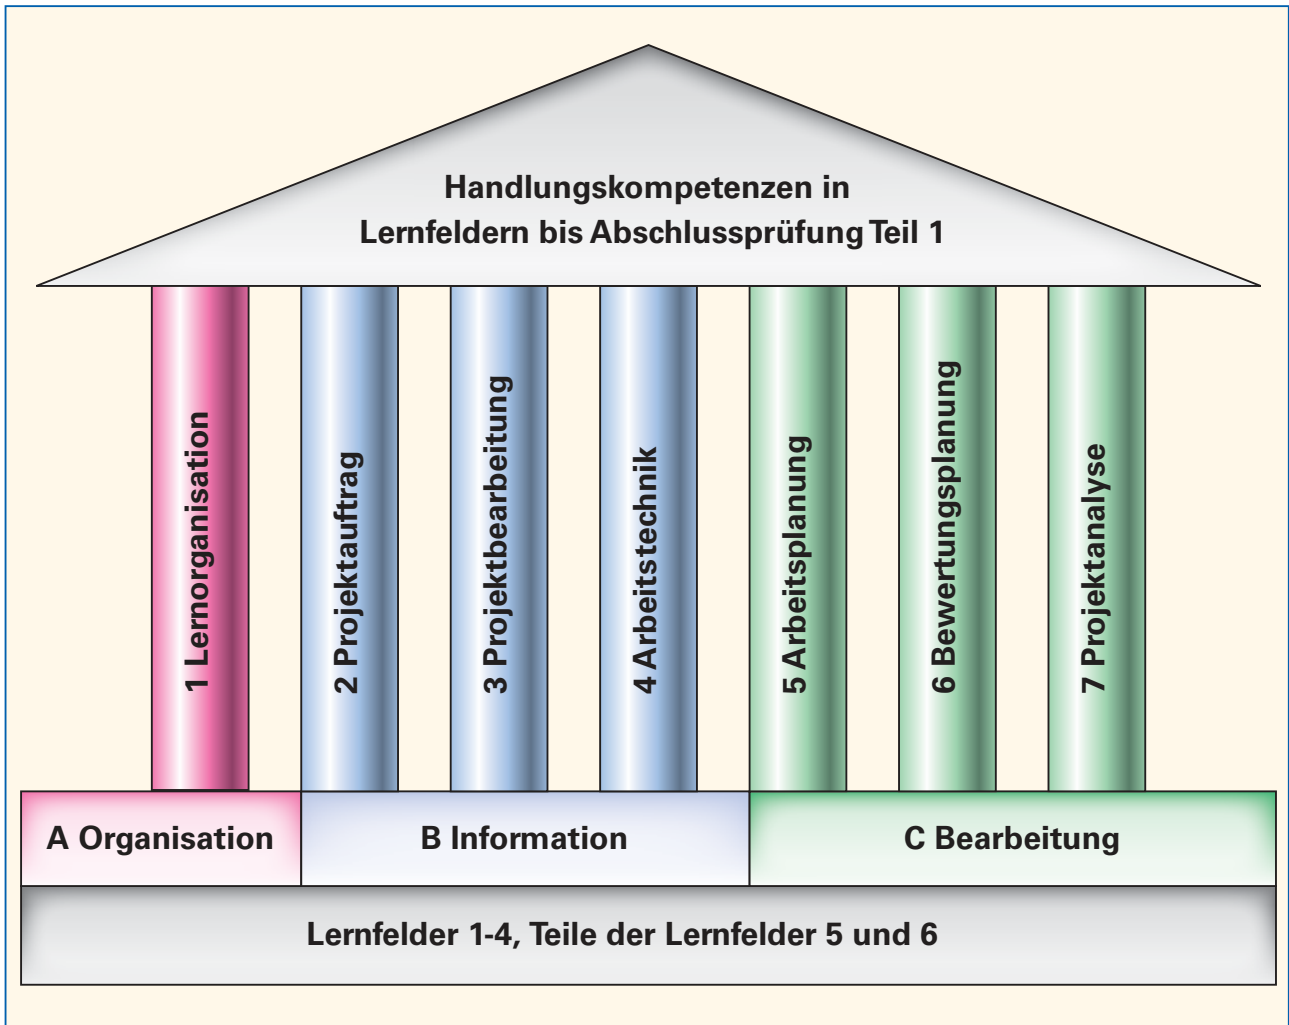 Handlungskompetenzen in
Lernfeldern bis Abschlussprüfung Teil 1
1 Lernorganisation
2 Projektauftrag
3 Projektbearbeitung
4 Arbeitstechnik
5 Arbeitsplanung
6 Bewertungsplanung
7 Projektanalyse
A Organisation
B Information
C Bearbeitung
Lernfelder 1-4, Teile der Lernfelder 5 und 6